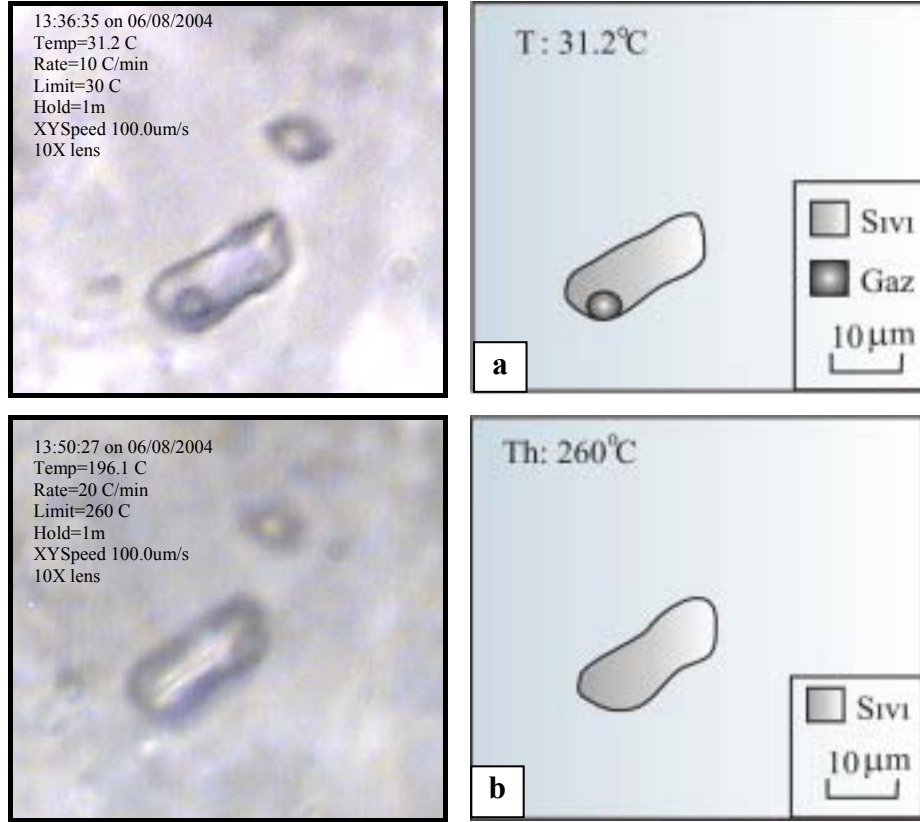 13:36:35 on 06/08/2004
Temp=31.2 C
Rate=10 C/min
Limit=30 C
Hold=1m
XYSpeed 100.0um/s
10X lens
T : 31.2°C
Sıvı
Gaz
10 µm
a
13:50:27 on 06/08/2004
Temp=196.1 C
Rate=20 C/min
Limit=260 C
Hold=1m
XYSpeed 100.0um/s
10X lens
Th: 260°C
Sıvı
10 µm
b